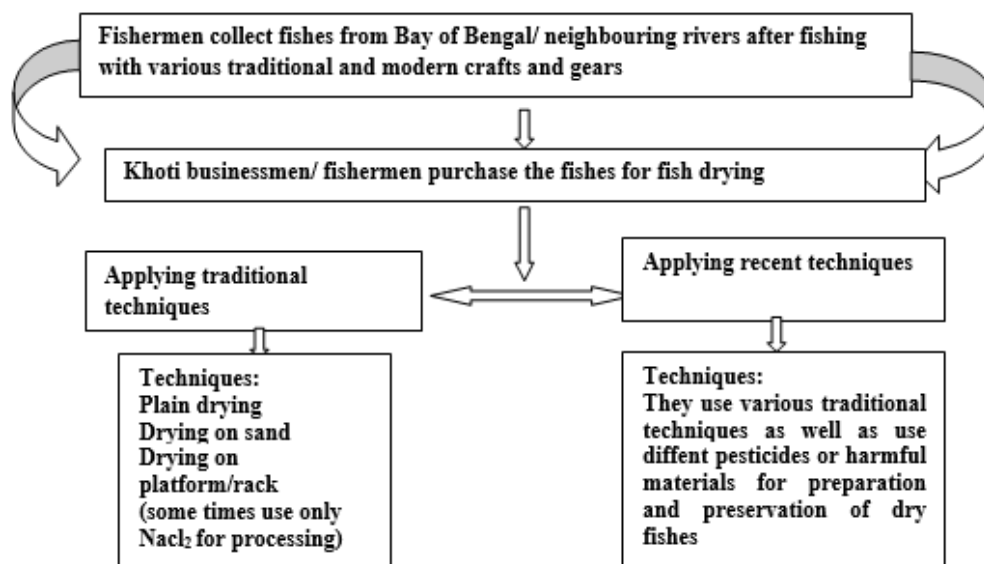 Fishermen collect fishes from Bay of Bengal/ neighbouring rivers after fishing
with various traditional and modern crafts and gears
Khoti businessmen/ fishermen purchase the fishes for fish drying
Applying traditional
techniques
Applying recent techniques
Techniques:
Plain drying
Drying on sand
Drying on
platform/rack
(some times use only
Nacl₂ for processing)
Techniques:
They use various traditional
techniques as well as use
diffent pesticides or harmful
materials for preparation
and preservation of dry
fishes